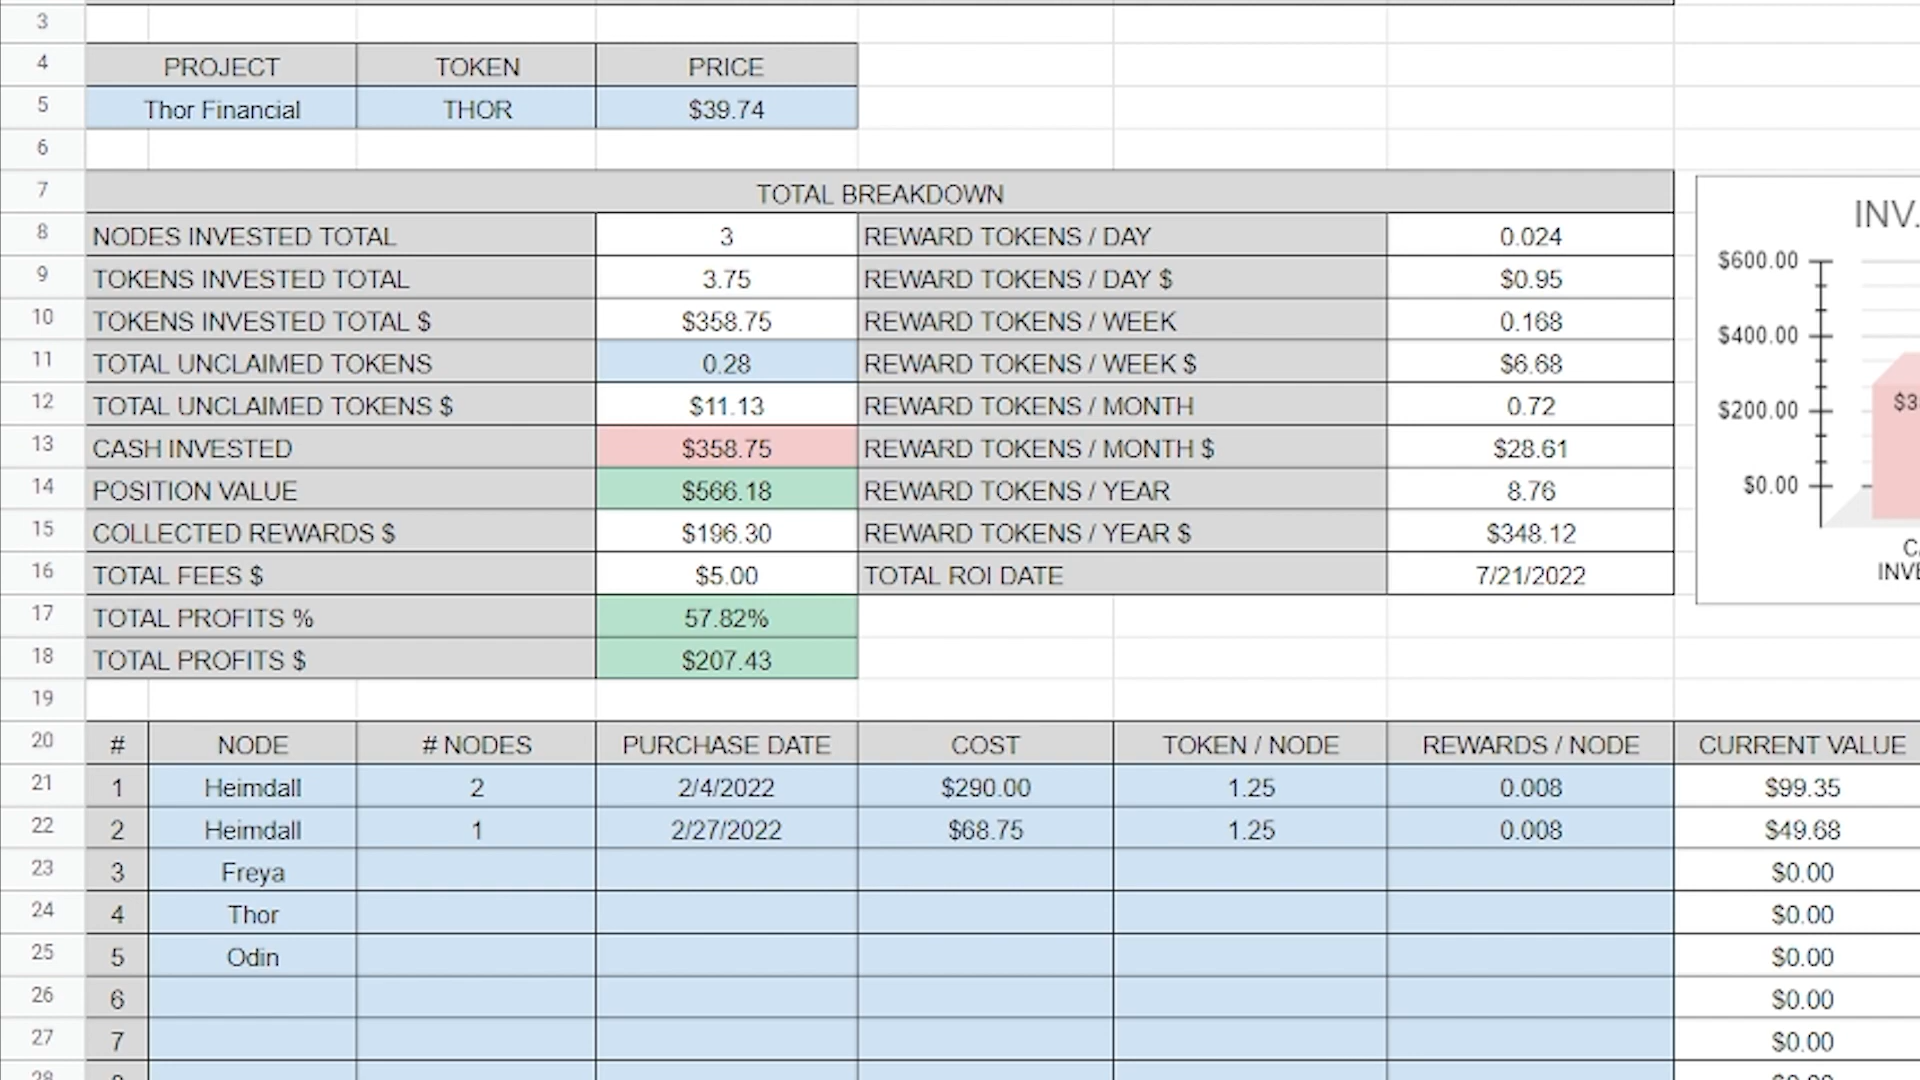 3
4 PROJECT TOKEN PRICE
5 Thor Financial THOR $39.74
6
7 TOTAL BREAKDOWN
8 NODES INVESTED TOTAL 3 REWARD TOKENS / DAY 0.024
9 TOKENS INVESTED TOTAL 3.75 REWARD TOKENS / DAY $ $0.95
10 TOKENS INVESTED TOTAL $ $358.75 REWARD TOKENS / WEEK 0.168
11 TOTAL UNCLAIMED TOKENS 0.28 REWARD TOKENS / WEEK $ $6.68
12 TOTAL UNCLAIMED TOKENS $ $11.13 REWARD TOKENS / MONTH 0.72
13 CASH INVESTED $358.75 REWARD TOKENS / MONTH $ $28.61
14 POSITION VALUE $566.18 REWARD TOKENS / YEAR 8.76
15 COLLECTED REWARDS $ $196.30 REWARD TOKENS / YEAR $ $348.12
16 TOTAL FEES $ $5.00 TOTAL ROI DATE 7/21/2022
17 TOTAL PROFITS % 57.82%
18 TOTAL PROFITS $ $207.43
19
INV.
$600.00
$400.00
$200.00
$0.00
20 # NODE # NODES PURCHASE DATE COST TOKEN / NODE REWARDS / NODE CURRENT VALUE
21 1 Heimdall 2 2/4/2022 $290.00 1.25 0.008 $99.35
22 2 Heimdall 1 2/27/2022 $68.75 1.25 0.008 $49.68
23 3 Freya $0.00
24 4 Thor $0.00
25 5 Odin $0.00
26 6 $0.00
27 7 $0.00